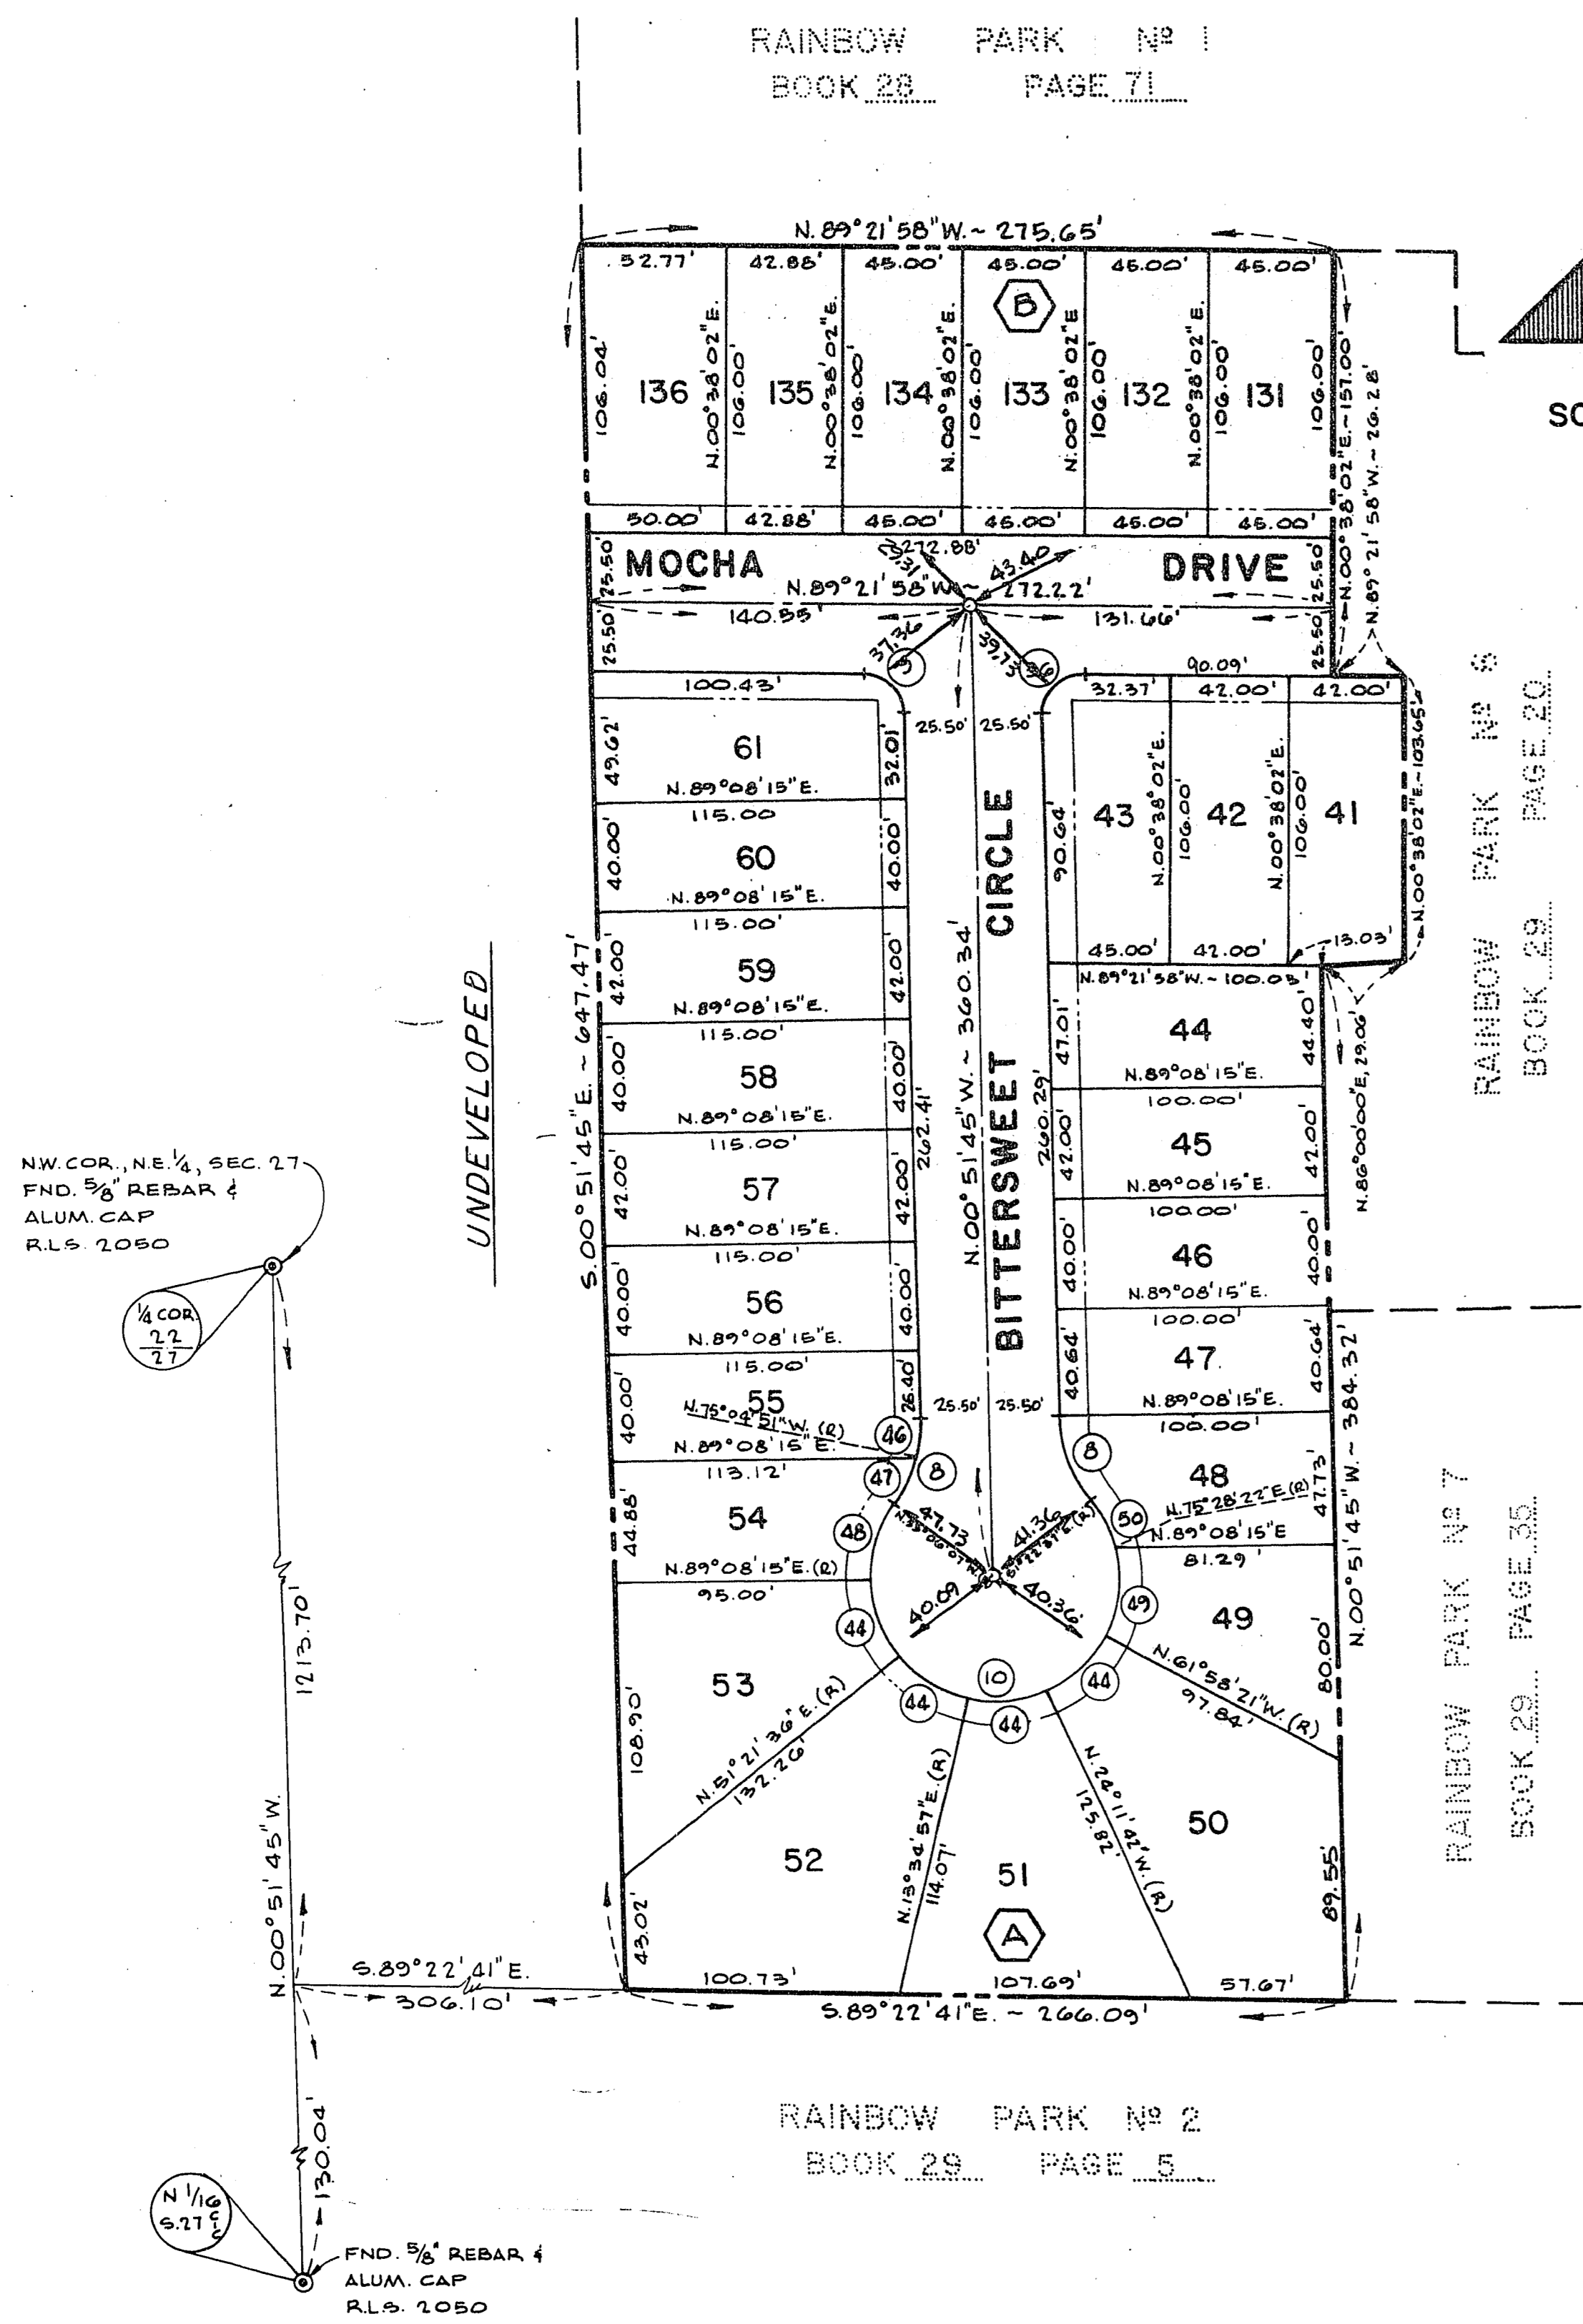 RAINBOW PARK Nº 1
BOOK 28 PAGE 71
N. 89°21'58"W. ~ 275.65'
52.77' 42.88' 45.00' 45.00' 45.00' 45.00'
B
106.04'
136
N.00°38'02"E.
106.00'
135
N.00°38'02"E.
106.00'
134
N.00°38'02"E.
106.00'
133
N.00°38'02"E
106.00'
132
N.00°38'02"E.
106.00'
131
106.00'
N.00°38'02"E.~157.00'
N.89°21'58"W.~26.28'
SC
50.00' 42.88' 45.00' 45.00' 45.00' 45.00'
272.88'
MOCHA DRIVE
43.40
25.50'
25.50'
N.89°21'58"W. ~ 272.22'
140.55' 131.66'
25.50'
25.50'
37.36
39.73
36
100.43'
90.09'
32.37' 42.00' 42.00'
25.50' 25.50'
49.62'
61
32.01'
N.89°08'15"E.
115.00
40.00'
60
40.00'
N.89°08'15"E.
115.00'
42.00'
59
42.00'
N.89°08'15"E.
115.00'
40.00'
58
40.00'
N.89°08'15"E.
115.00'
42.00'
57
42.00'
N.89°08'15"E.
115.00'
40.00'
56
40.00'
N.89°08'15"E.
115.00'
40.00'
55
N.75°04'51"W. (R)
46
N.89°08'15"E.
113.12'
47
8
44.88'
54
48
N.89°08'15"E.(R)
95.00'
262.41'
N.00°51'45"W. ~ 360.34'
BITTERSWEET CIRCLE
260.29'
90.64'
43
N.00°38'02"E.
106.00'
42
N.00°38'02"E.
106.00'
41
N.00°38'02"E.~103.65'
45.00' 42.00' 13.03'
N.89°21'58"W.~100.03'
47.01'
44
44.40'
N.86°00'00"E, 29.06'
N.89°08'15"E.
100.00'
42.00'
45
42.00'
N.89°08'15"E.
100.00'
40.00'
46
40.00'
N.89°08'15"E.
100.00'
40.64'
47
40.64'
N.89°08'15"E.
100.00'
25.50' 25.50'
8
48
47.73'
N.75°28'22"E(R)
50
N.89°08'15"E
81.29'
47.73
41.36
40.09
40.36
49
49
80.00'
N.00°51'45"W. ~ 384.32'
N.61°58'21"W.(R)
97.84'
44
10
44
44
44
53
108.90'
N.51°21'36"E.(R)
132.26'
52
N.13°34'57"E.(R)
114.07'
51
A
N.24°11'42"W.(R)
125.82'
50
89.55'
43.02'
100.73' 107.69' 57.67'
S.89°22'41"E. ~ 266.09'
S.00°51'45"E. ~ 647.47'
UNDEVELOPED
N.W. COR., N.E. 1/4, SEC. 27
FND. 5/8" REBAR &
ALUM. CAP
R.L.S. 2050
1/4 COR.
22
27
1213.70'
N.00°51'45"W.
S.89°22'41"E.
306.10'
130.04'
N 1/16
S.27
FND. 5/8" REBAR &
ALUM. CAP
R.L.S. 2050
RAINBOW PARK Nº 8
BOOK 29 PAGE 20
RAINBOW PARK Nº 7
BOOK 29 PAGE 35
RAINBOW PARK Nº 2
BOOK 29 PAGE 5